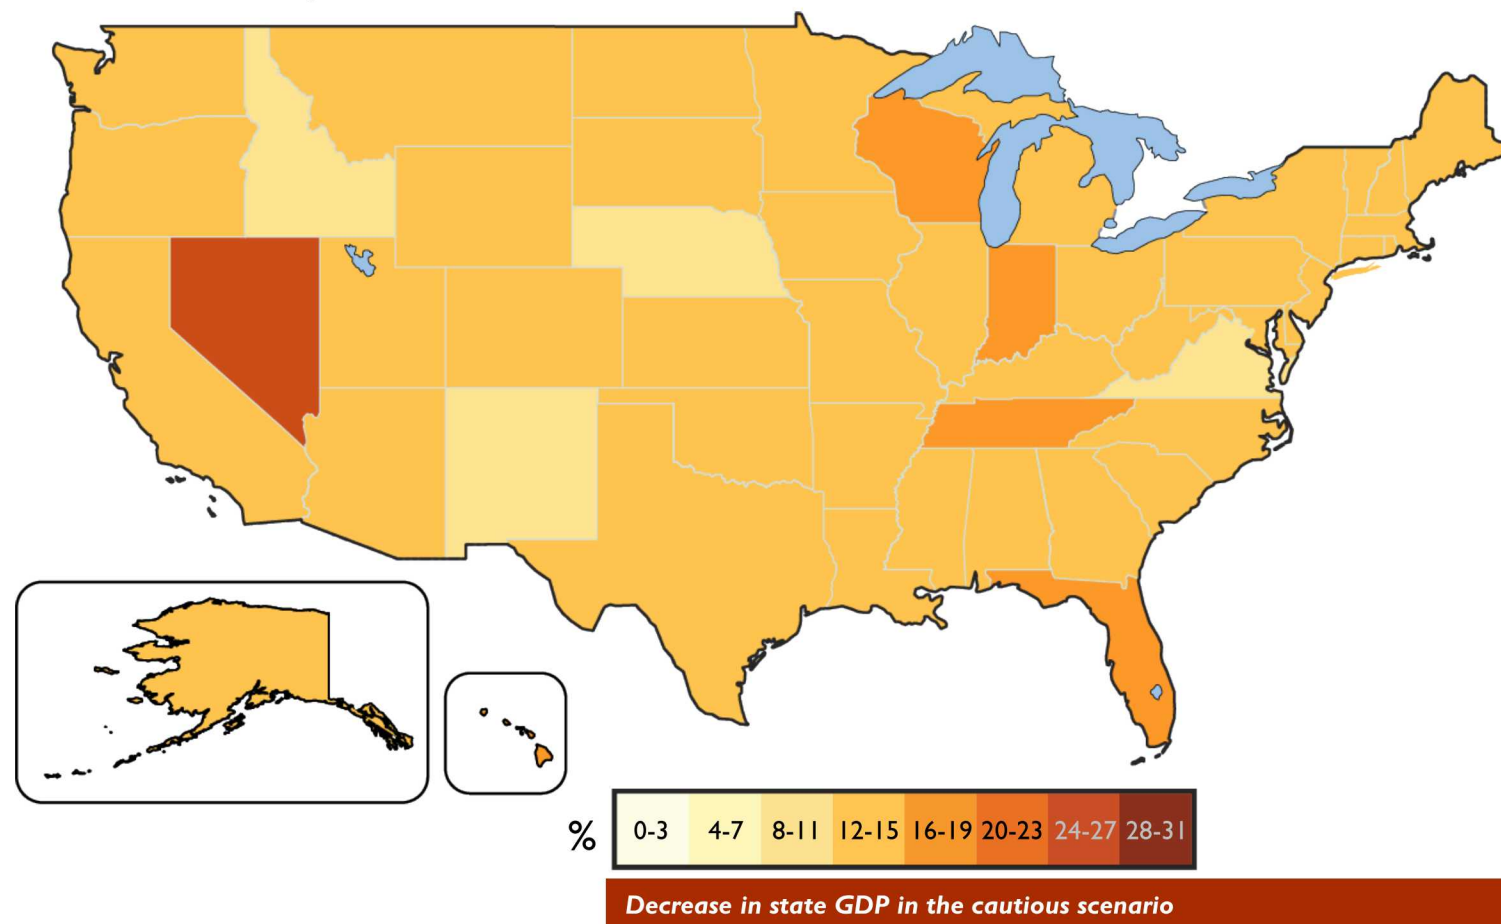 % 0-3 4-7 8-11 12-15 16-19 20-23 24-27 28-31
Decrease in state GDP in the cautious scenario